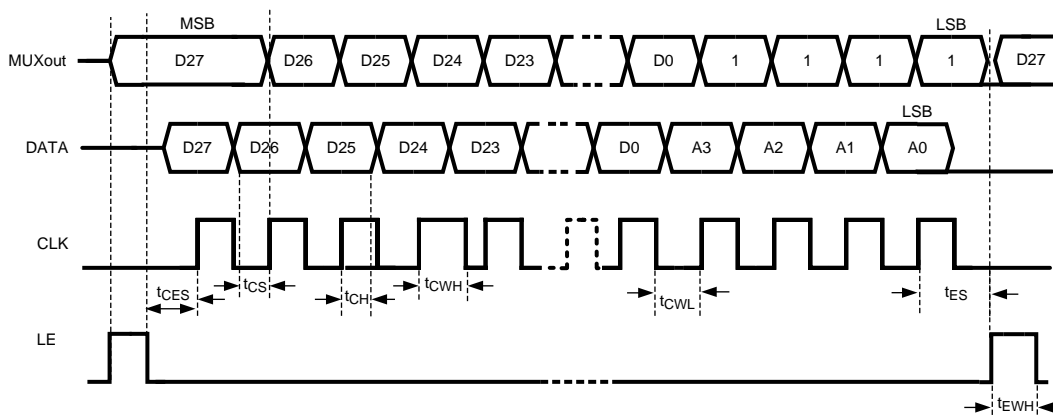 MSB LSB
MUXout D27 D26 D25 D24 D23 D0 1 1 1 1 D27
LSB
DATA D27 D26 D25 D24 D23 D0 A3 A2 A1 A0
CLK
tCES tCS tCH tCWH tCWL tES
LE
tEWH